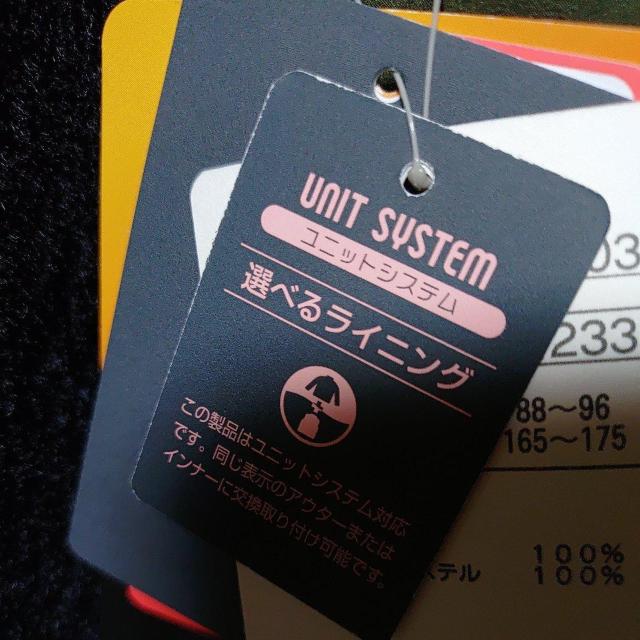 UNIT SYSTEM
ユニットシステム
選べるライニング
この製品はユニットシステム対応
です。同じ表示のアウターまたは
インナーに交換取り付け可能です。
03
233
88～96
165～175
100%
ステル 100%